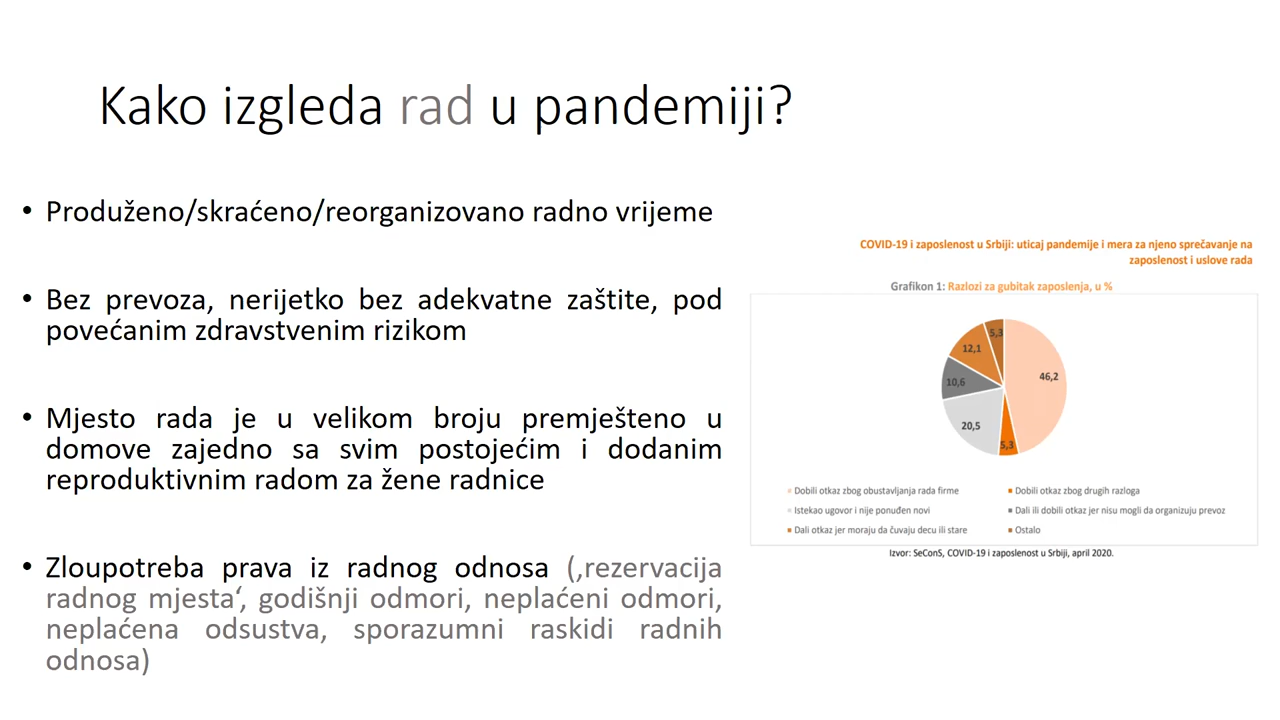 Kako izgleda rad u pandemiji?
• Produženo/skraćeno/reorganizovano radno vrijeme
• Bez prevoza, nerijetko bez adekvatne zaštite, pod
povećanim zdravstvenim rizikom
• Mjesto rada je u velikom broju premješteno u
domove zajedno sa svim postojećim i dodanim
reproduktivnim radom za žene radnice
• Zloupotreba prava iz radnog odnosa (‚rezervacija
radnog mjesta‘, godišnji odmori, neplaćeni odmori,
neplaćena odsustva, sporazumni raskidi radnih
odnosa)
COVID-19 i zaposlenost u Srbiji: uticaj pandemije i mera za njeno sprečavanje na
zaposlenost i uslove rada
Grafikon 1: Razlozi za gubitak zaposlenja, u %
5,3
12,1
46,2
10,6
20,5
5,3
Dobili otkaz zbog obustavljanja rada firme
Dobili otkaz zbog drugih razloga
Istekao ugovor i nije ponuđen novi
Dali ili dobili otkaz jer nisu mogli da organizuju prevoz
Dali otkaz jer moraju da čuvaju decu ili stare
Ostalo
Izvor: SeConS, COVID-19 i zaposlenost u Srbiji, april 2020.